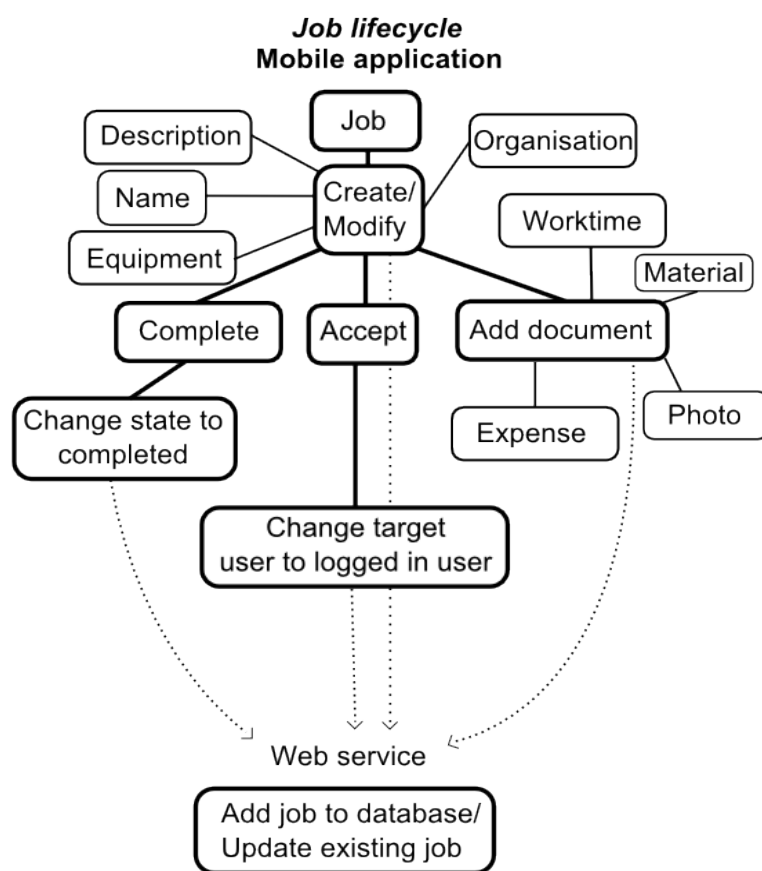 Job lifecycle
Mobile application
Job
Description
Organisation
Name
Create/
Modify
Worktime
Equipment
Material
Complete
Accept
Add document
Change state to
completed
Expense
Photo
Change target
user to logged in user
Web service
Add job to database/
Update existing job